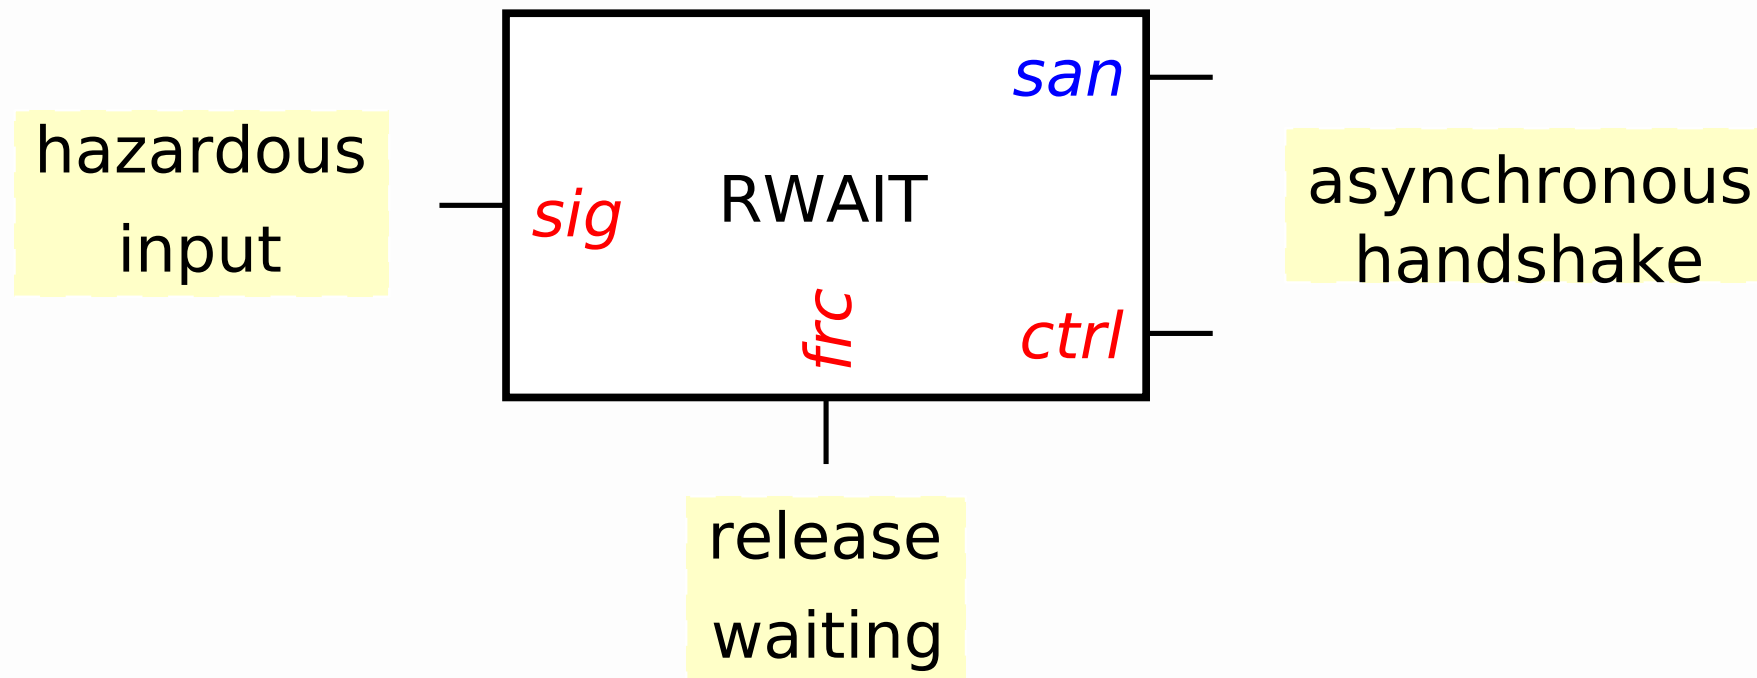 hazardous
input
sig
RWAIT
frc
san
ctrl
asynchronous
handshake
release
waiting